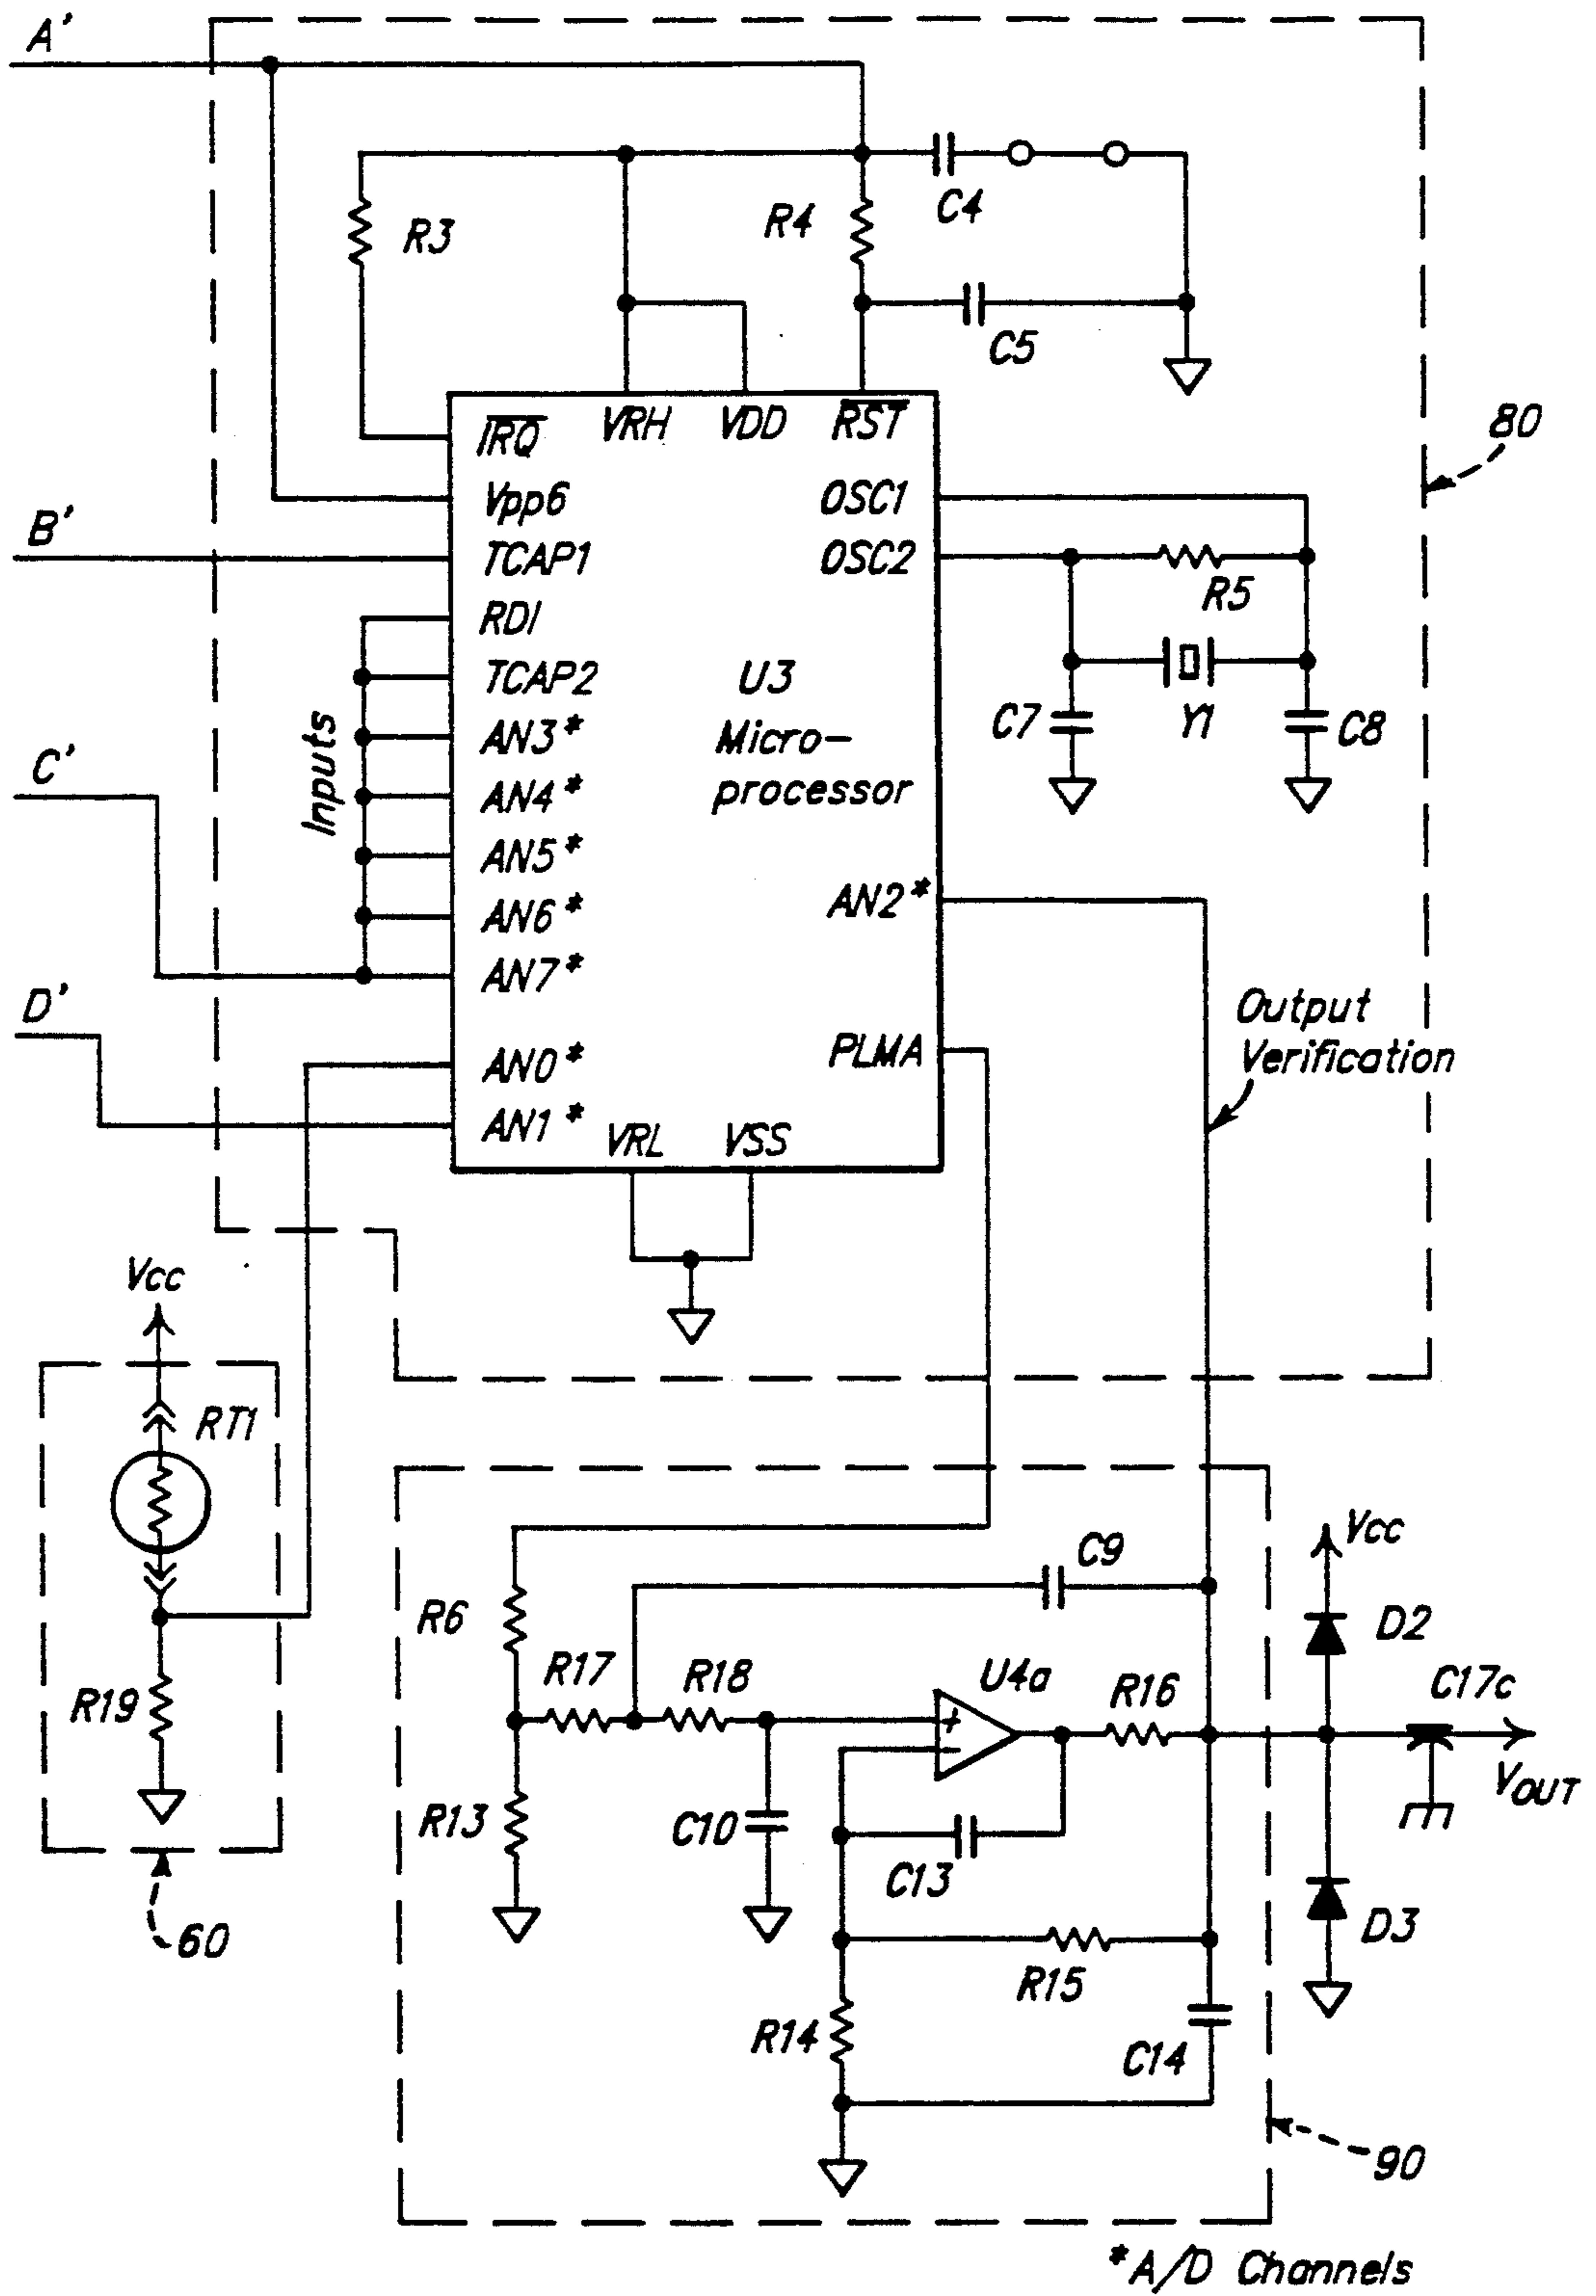 A'
R3
R4
C4
C5
IRQ
VRH
VDD
RST
80
Vpp6
OSC1
B'
TCAP1
OSC2
RDI
R5
TCAP2
U3
Micro-
processor
C7
Y1
C8
Inputs
AN3*
C'
AN4*
AN5*
AN6*
AN2*
AN7*
D'
Output
Verification
AN0*
PLMA
AN1*
VRL
VSS
Vcc
RT1
R19
60
C9
Vcc
R6
D2
R17
R18
U4a
R16
C17c
VOUT
R13
C10
C13
D3
R15
R14
C14
90
*A/D Channels